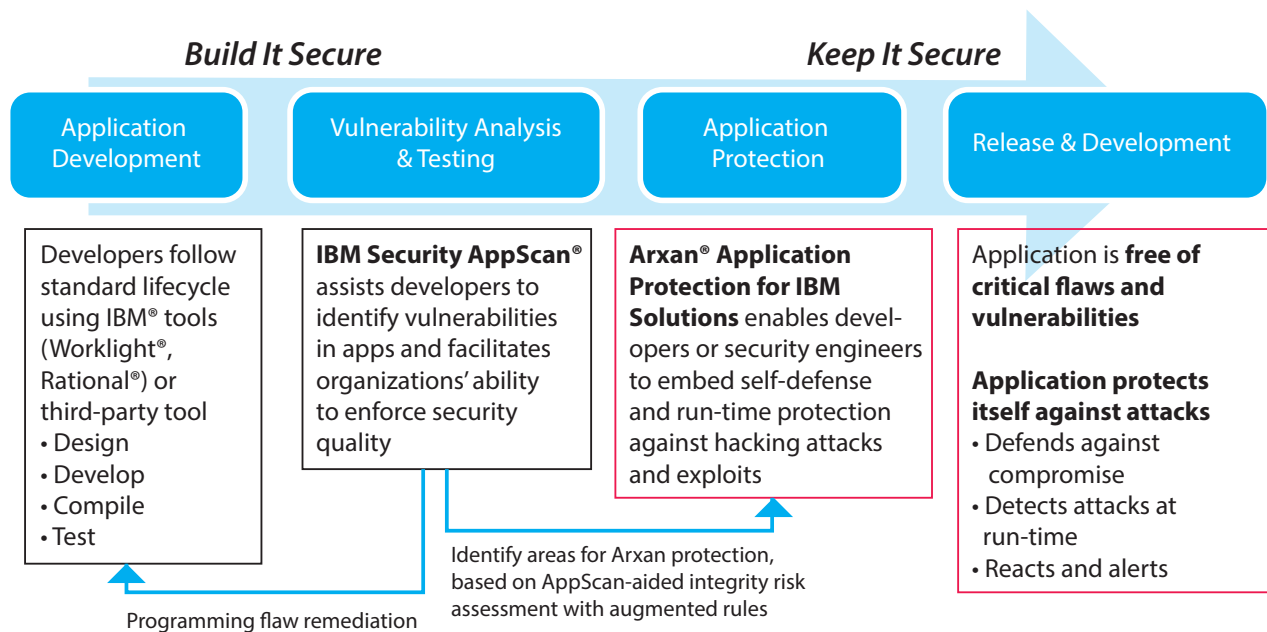 Build It Secure
Keep It Secure
Application
Development
Vulnerability Analysis
& Testing
Application
Protection
Release & Development
Developers follow
standard lifecycle
using IBM® tools
(Worklight®,
Rational®) or
third-party tool
• Design
• Develop
• Compile
• Test
IBM Security AppScan®
assists developers to
identify vulnerabilities
in apps and facilitates
organizations’ ability
to enforce security
quality
Arxan® Application
Protection for IBM
Solutions enables devel-
opers or security engineers
to embed self-defense
and run-time protection
against hacking attacks
and exploits
Application is free of
critical flaws and
vulnerabilities
Application protects
itself against attacks
• Defends against
compromise
• Detects attacks at
run-time
• Reacts and alerts
Programming flaw remediation
Identify areas for Arxan protection,
based on AppScan-aided integrity risk
assessment with augmented rules